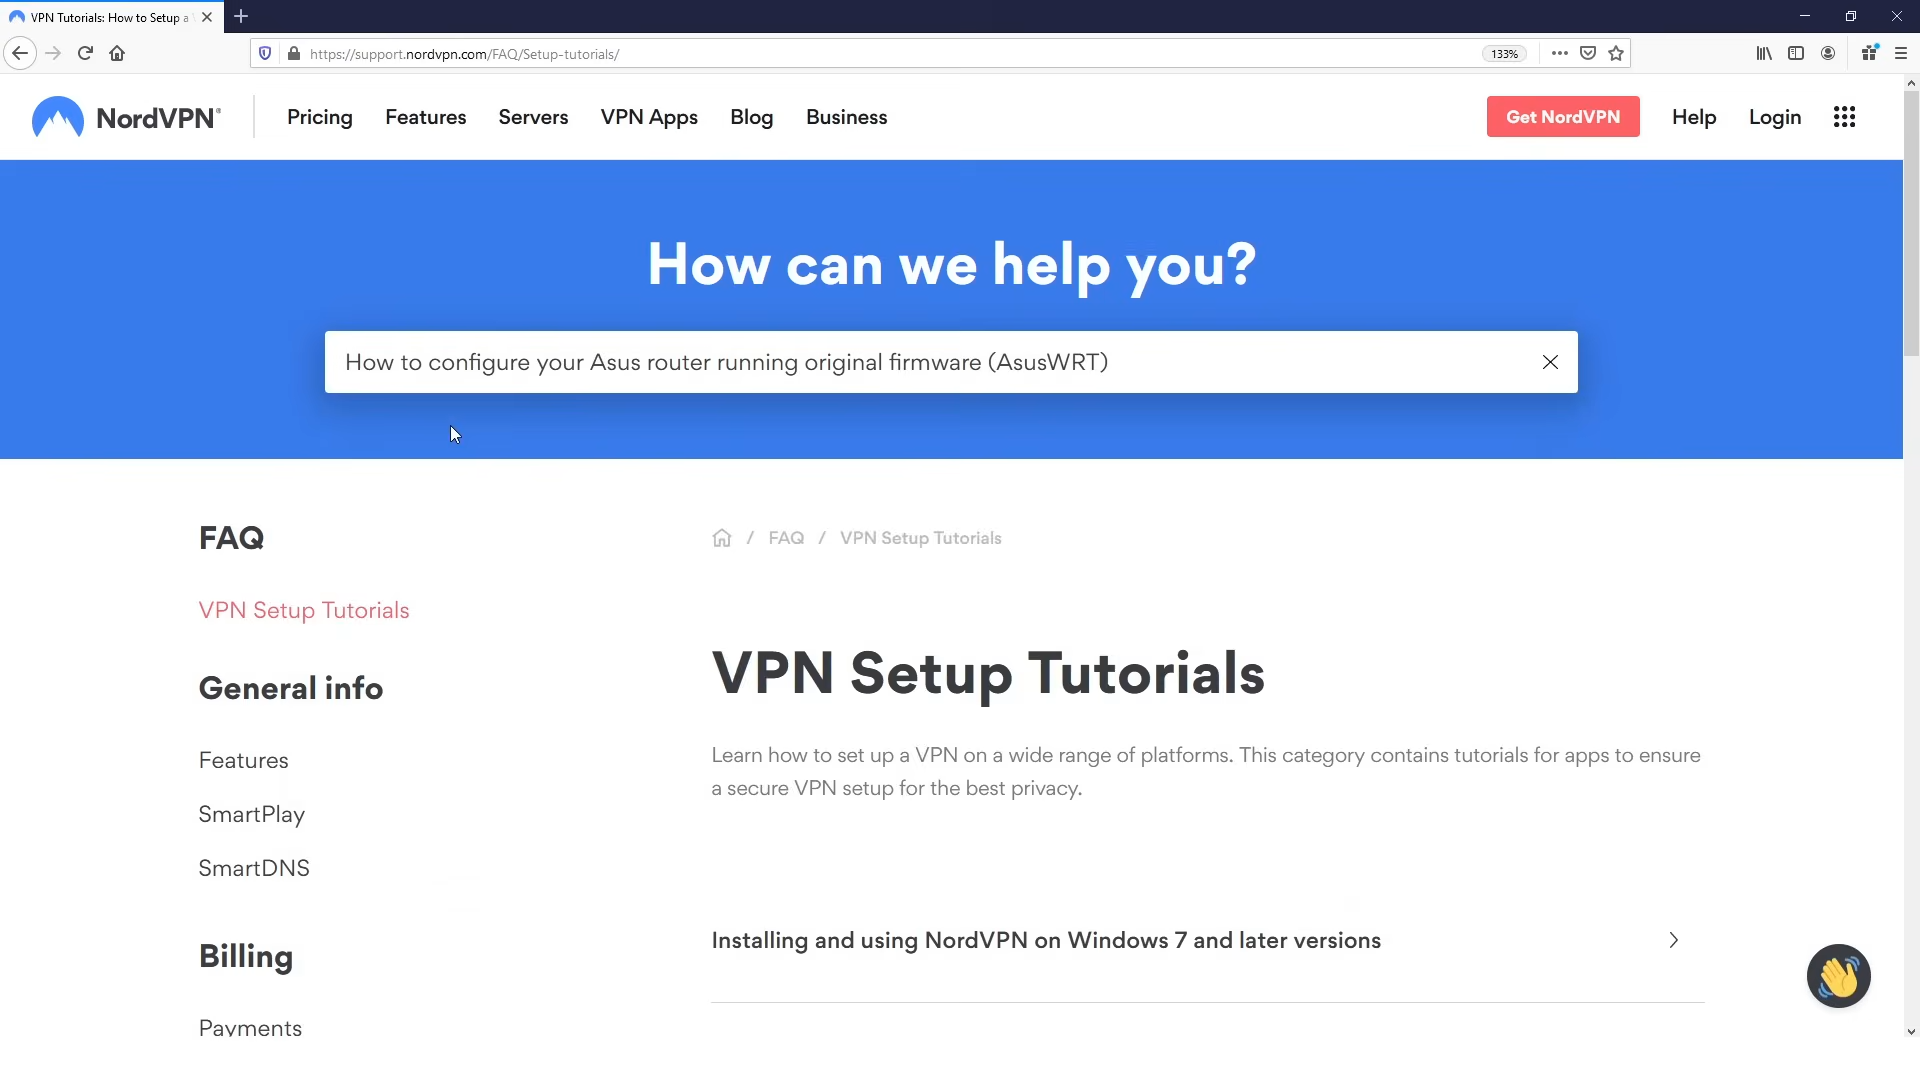 VPN Tutorials: How to Setup a
https://support.nordvpn.com/FAQ/Setup-tutorials/
133%
NordVPN®
Pricing
Features
Servers
VPN Apps
Blog
Business
Get NordVPN
Help
Login
How can we help you?
How to configure your Asus router running original firmware (AsusWRT)
FAQ
VPN Setup Tutorials
General info
Features
SmartPlay
SmartDNS
Billing
Payments
/ FAQ / VPN Setup Tutorials
VPN Setup Tutorials
Learn how to set up a VPN on a wide range of platforms. This category contains tutorials for apps to ensure
a secure VPN setup for the best privacy.
Installing and using NordVPN on Windows 7 and later versions